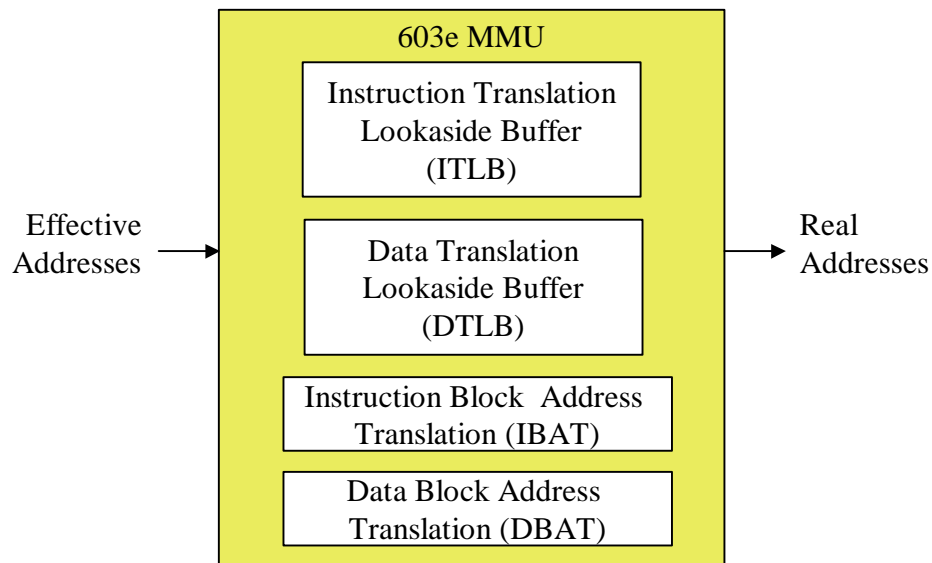 603e MMU
Instruction Translation
Lookaside Buffer
(ITLB)
Effective
Addresses
Data Translation
Lookaside Buffer
(DTLB)
Real
Addresses
Instruction Block Address
Translation (IBAT)
Data Block Address
Translation (DBAT)